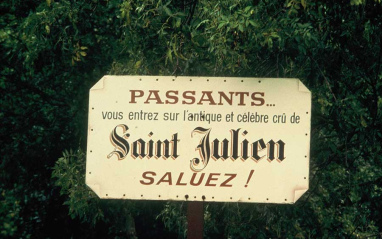 PASSANTS...
vous entrez sur l'antique et célèbre crû de
Saint Julien
SALUEZ !